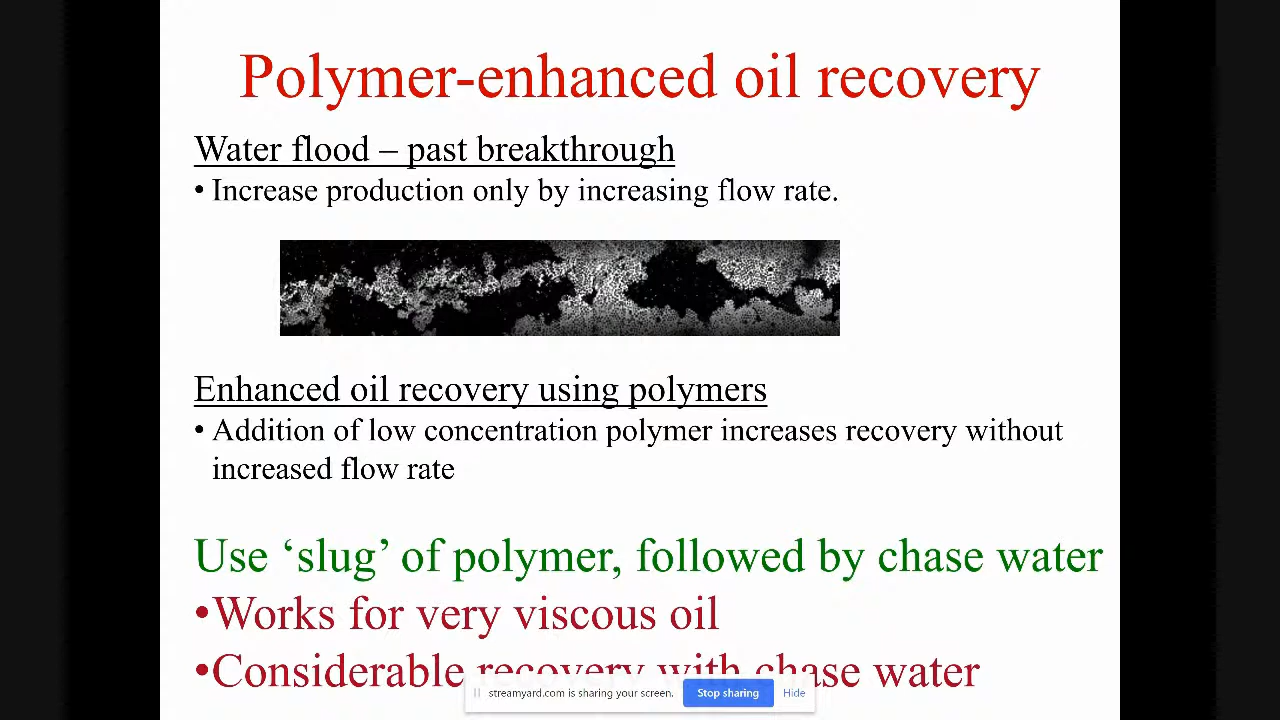 Polymer-enhanced oil recovery
Water flood – past breakthrough
• Increase production only by increasing flow rate.
Enhanced oil recovery using polymers
• Addition of low concentration polymer increases recovery without
increased flow rate
Use ‘slug’ of polymer, followed by chase water
•Works for very viscous oil
•Considerable recovery with chase water
streamyard.com is sharing your screen. Stop sharing Hide